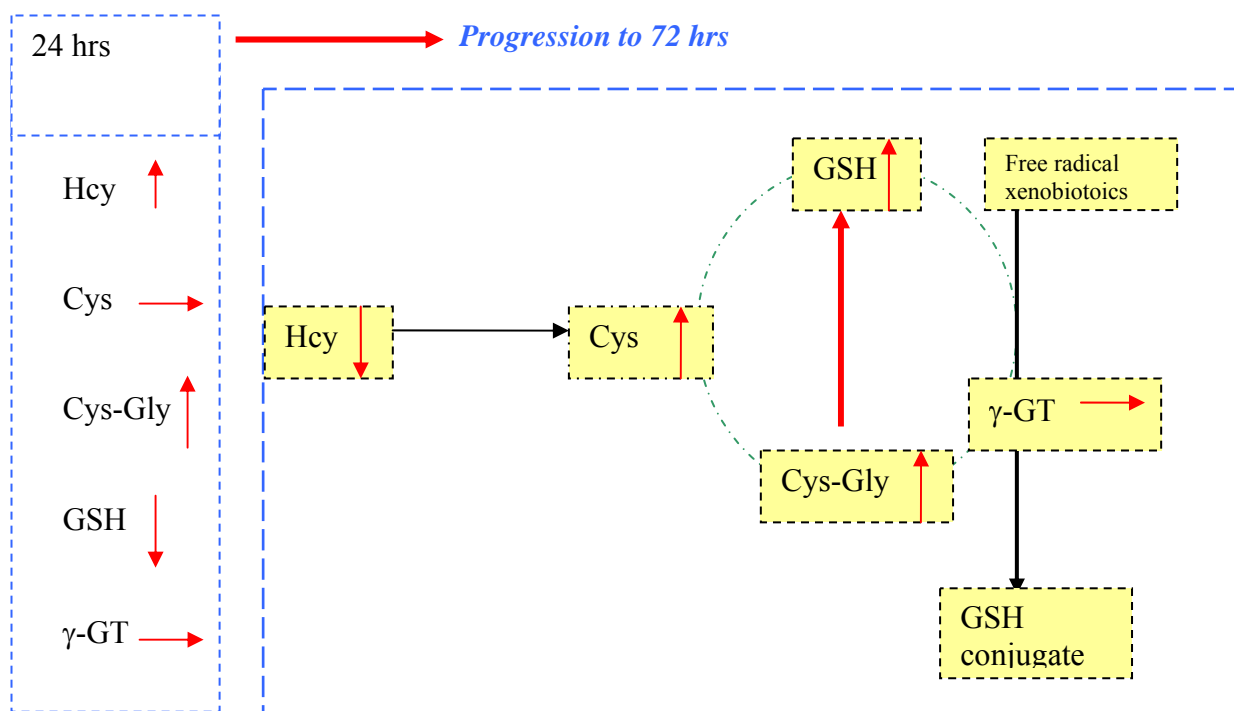 24 hrs
Progression to 72 hrs
Hcy
Cys
Cys-Gly
GSH
γ-GT
GSH
Free radical
xenobiotoics
Hcy
Cys
γ-GT
Cys-Gly
GSH
conjugate